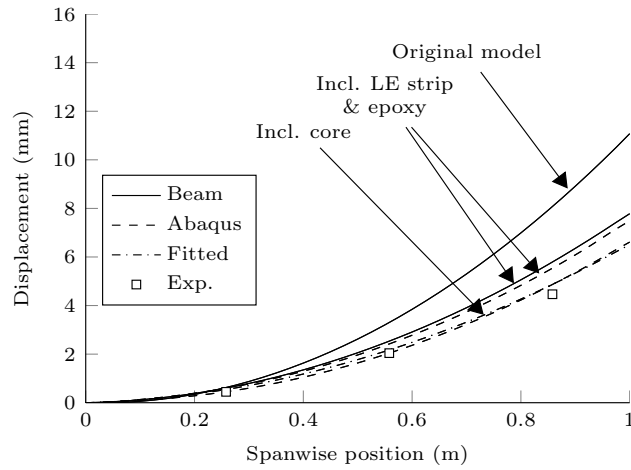 16
14
12
10
8
6
4
2
0
Displacement (mm)
Original model
Incl. LE strip
& epoxy
Incl. core
Beam
Abaqus
Fitted
Exp.
0 0.2 0.4 0.6 0.8 1
Spanwise position (m)